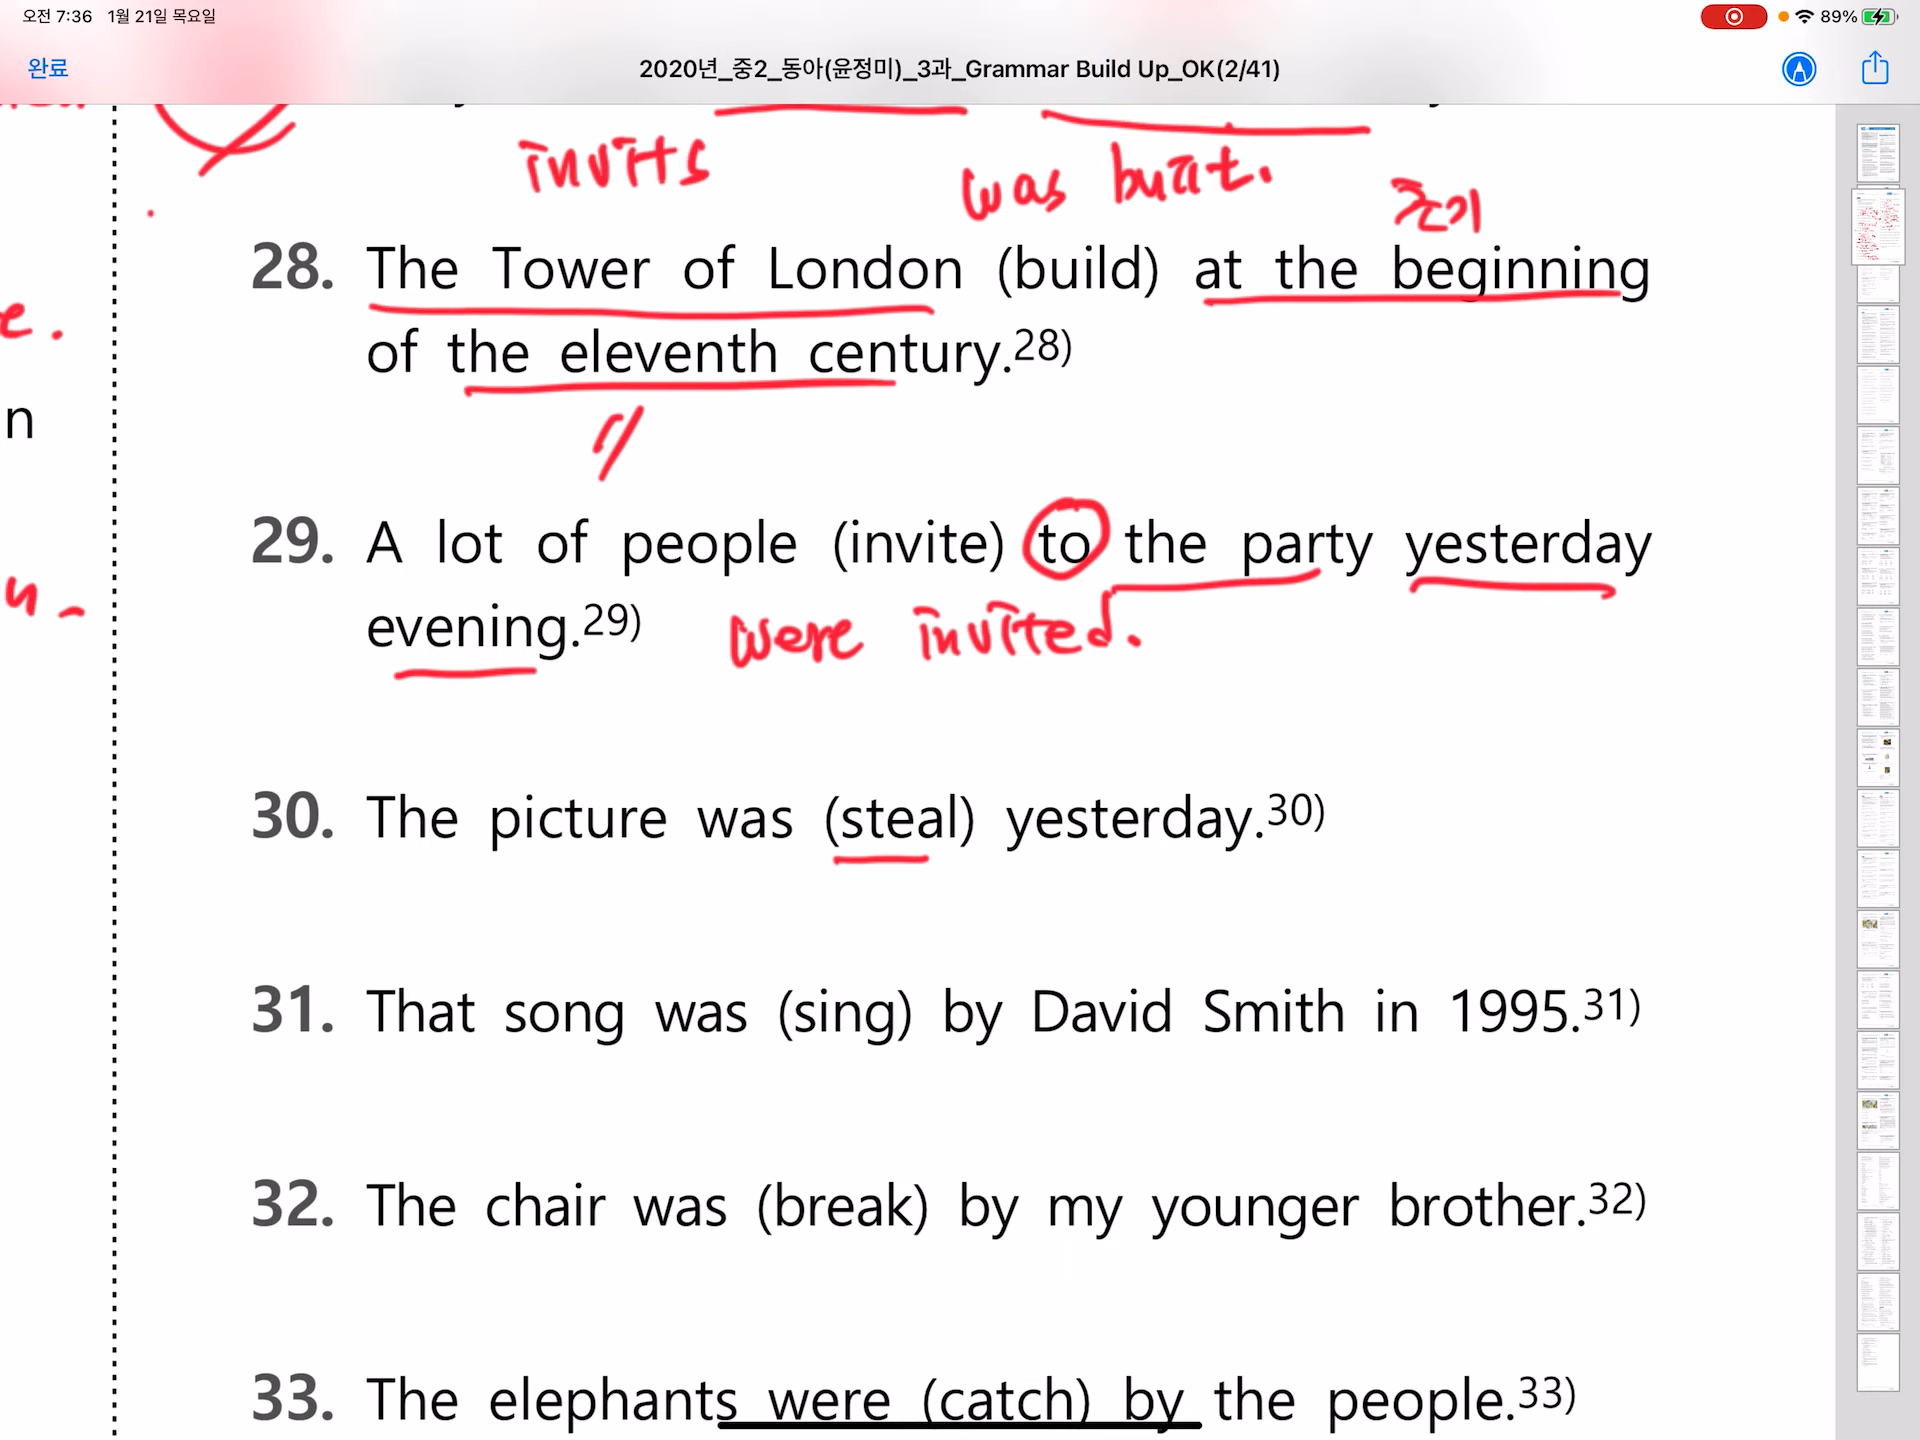 오전 7:36 1월 21일 목요일
89%
완료
2020년_중2_동아(윤정미)_3과_Grammar Build Up_OK(2/41)
invits
was built.
초기
28. The Tower of London (build) at the beginning
of the eleventh century.28)
e.
n
11
29. A lot of people (invite) to the party yesterday
evening.29)
were invited.
30. The picture was (steal) yesterday.30)
31. That song was (sing) by David Smith in 1995.31)
32. The chair was (break) by my younger brother.32)
33. The elephants were (catch) by the people.33)